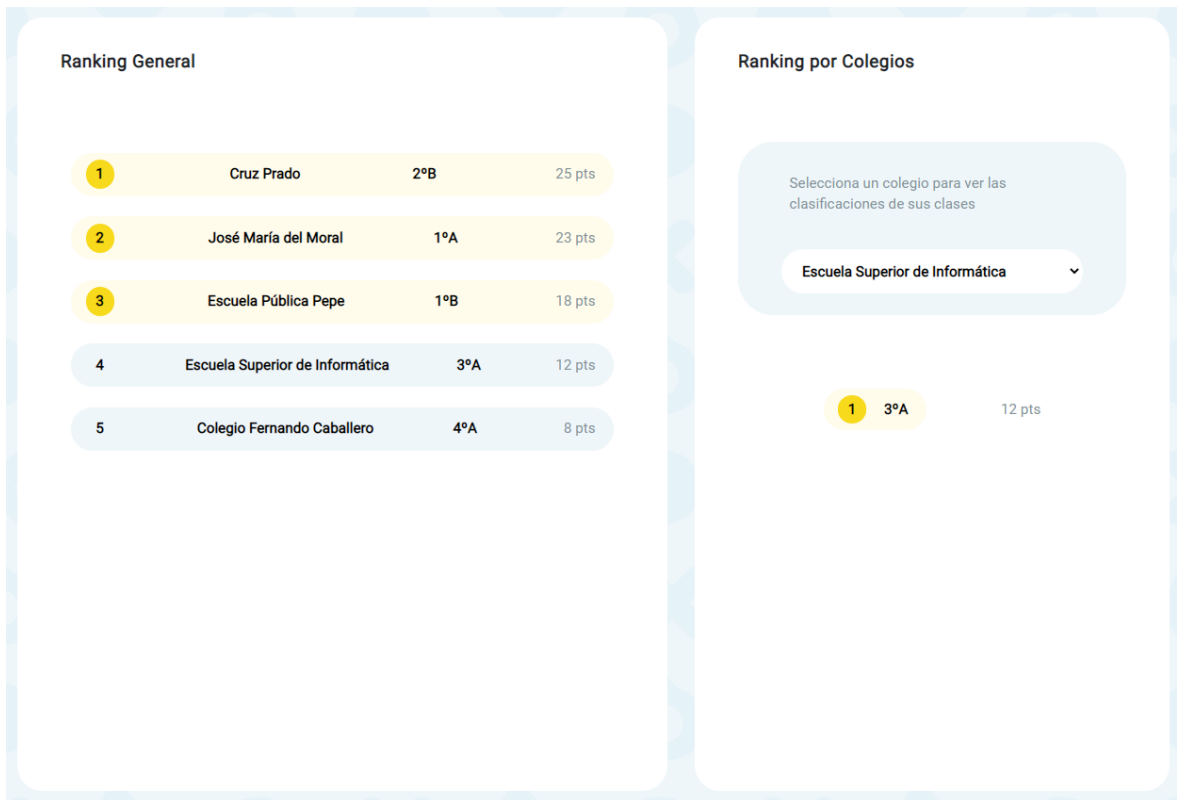 Ranking General
1 Cruz Prado 2ºB 25 pts
2 José María del Moral 1ºA 23 pts
3 Escuela Pública Pepe 1ºB 18 pts
4 Escuela Superior de Informática 3ºA 12 pts
5 Colegio Fernando Caballero 4ºA 8 pts
Ranking por Colegios
Selecciona un colegio para ver las
clasificaciones de sus clases
Escuela Superior de Informática
1 3ºA 12 pts